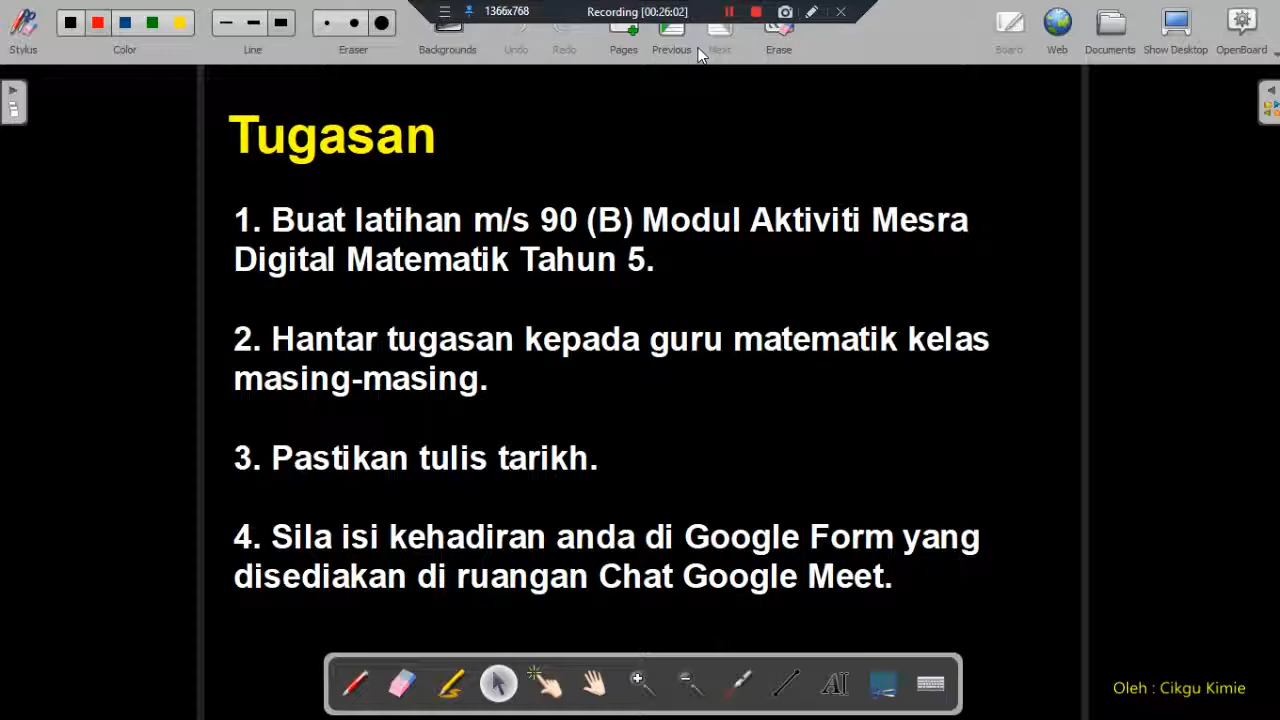 1366x768
Recording [00:26:02]
Stylus
Color
Line
Eraser
Backgrounds
Undo
Redo
Pages
Previous
Next
Erase
Board
Web
Documents
Show Desktop
OpenBoard
Tugasan
1. Buat latihan m/s 90 (B) Modul Aktiviti Mesra
Digital Matematik Tahun 5.
2. Hantar tugasan kepada guru matematik kelas
masing-masing.
3. Pastikan tulis tarikh.
4. Sila isi kehadiran anda di Google Form yang
disediakan di ruangan Chat Google Meet.
AI
Oleh : Cikgu Kimie